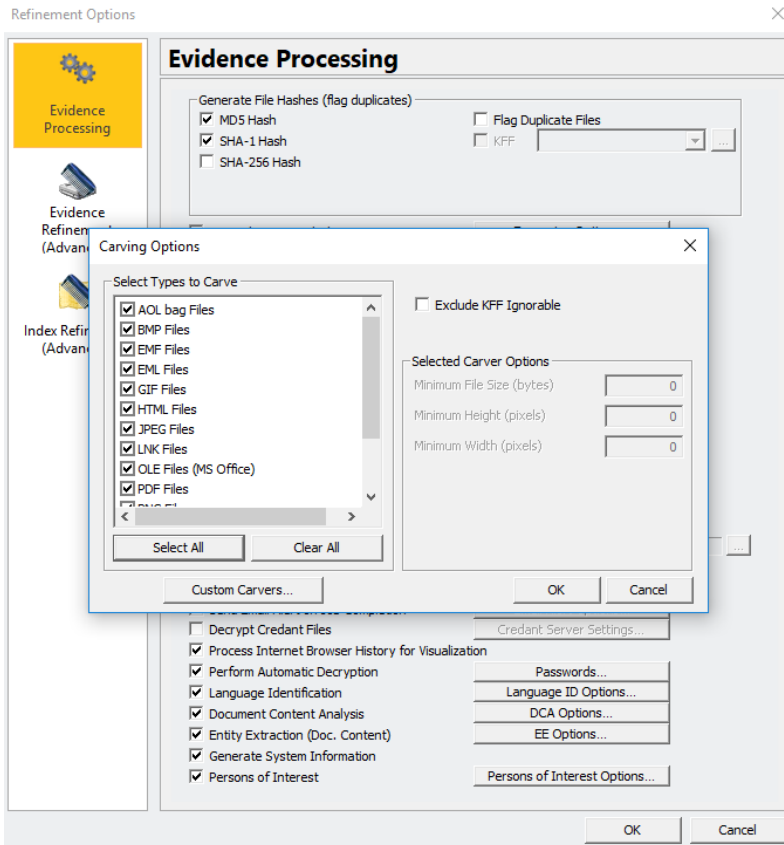 Refinement Options
Evidence Processing
Evidence
Processing
Evidence
Refinem
(Advan
Index Refin
(Advan
Generate File Hashes (flag duplicates)
MD5 Hash
SHA-1 Hash
SHA-256 Hash
Flag Duplicate Files
KFF
...
Carving Options
Select Types to Carve
AOL bag Files
BMP Files
EMF Files
EML Files
GIF Files
HTML Files
JPEG Files
LNK Files
OLE Files (MS Office)
PDF Files
Select All
Clear All
Custom Carvers...
Exclude KFF Ignorable
Selected Carver Options
Minimum File Size (bytes) 0
Minimum Height (pixels) 0
Minimum Width (pixels) 0
OK
Cancel
...
Decrypt Credant Files
Credant Server Settings...
Process Internet Browser History for Visualization
Perform Automatic Decryption
Passwords...
Language Identification
Language ID Options...
Document Content Analysis
DCA Options...
Entity Extraction (Doc. Content)
EE Options...
Generate System Information
Persons of Interest
Persons of Interest Options...
OK
Cancel